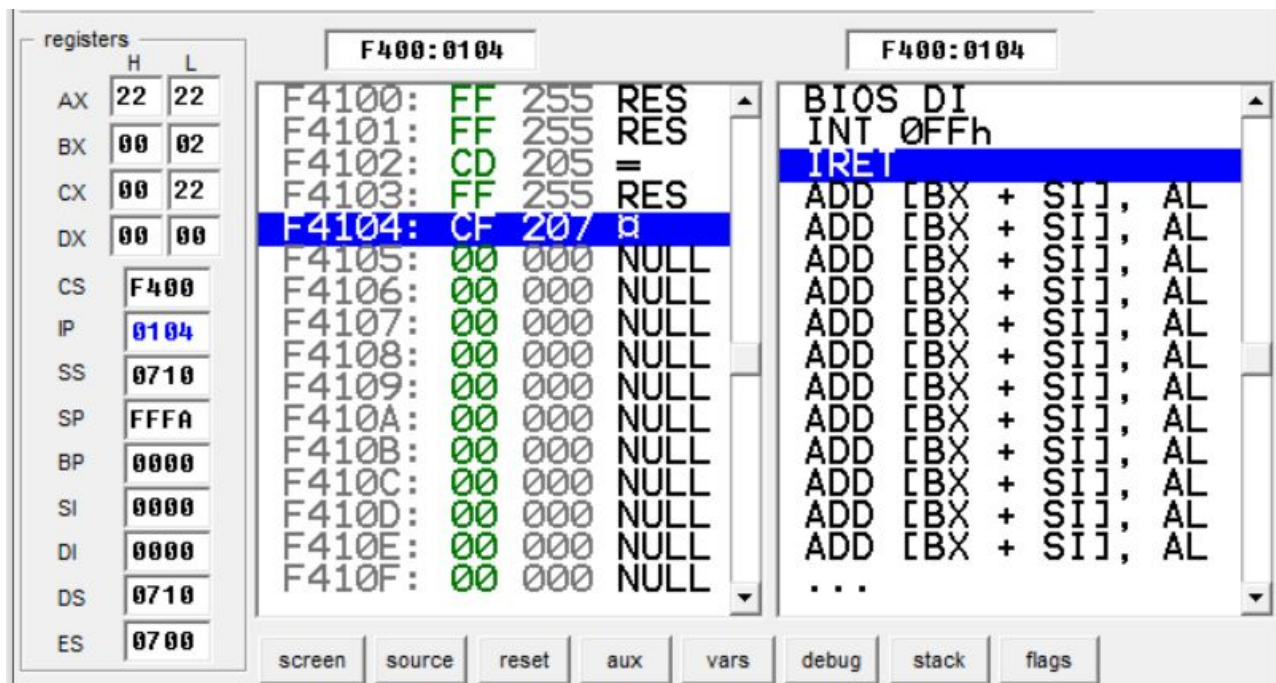 registers
H L
AX 22 22
BX 00 02
CX 00 22
DX 00 00
CS F400
IP 0104
SS 0710
SP FFFA
BP 0000
SI 0000
DI 0000
DS 0710
ES 0700
F400:0104
F4100: FF 255 RES
F4101: FF 255 RES
F4102: CD 205 =
F4103: FF 255 RES
F4104: CF 207 ¤
F4105: 00 000 NULL
F4106: 00 000 NULL
F4107: 00 000 NULL
F4108: 00 000 NULL
F4109: 00 000 NULL
F410A: 00 000 NULL
F410B: 00 000 NULL
F410C: 00 000 NULL
F410D: 00 000 NULL
F410E: 00 000 NULL
F410F: 00 000 NULL
F400:0104
BIOS DI
INT 0FFh
IRET
ADD [BX + SI], AL
ADD [BX + SI], AL
ADD [BX + SI], AL
ADD [BX + SI], AL
ADD [BX + SI], AL
ADD [BX + SI], AL
ADD [BX + SI], AL
ADD [BX + SI], AL
ADD [BX + SI], AL
ADD [BX + SI], AL
ADD [BX + SI], AL
ADD [BX + SI], AL
...
screen source reset aux vars debug stack flags